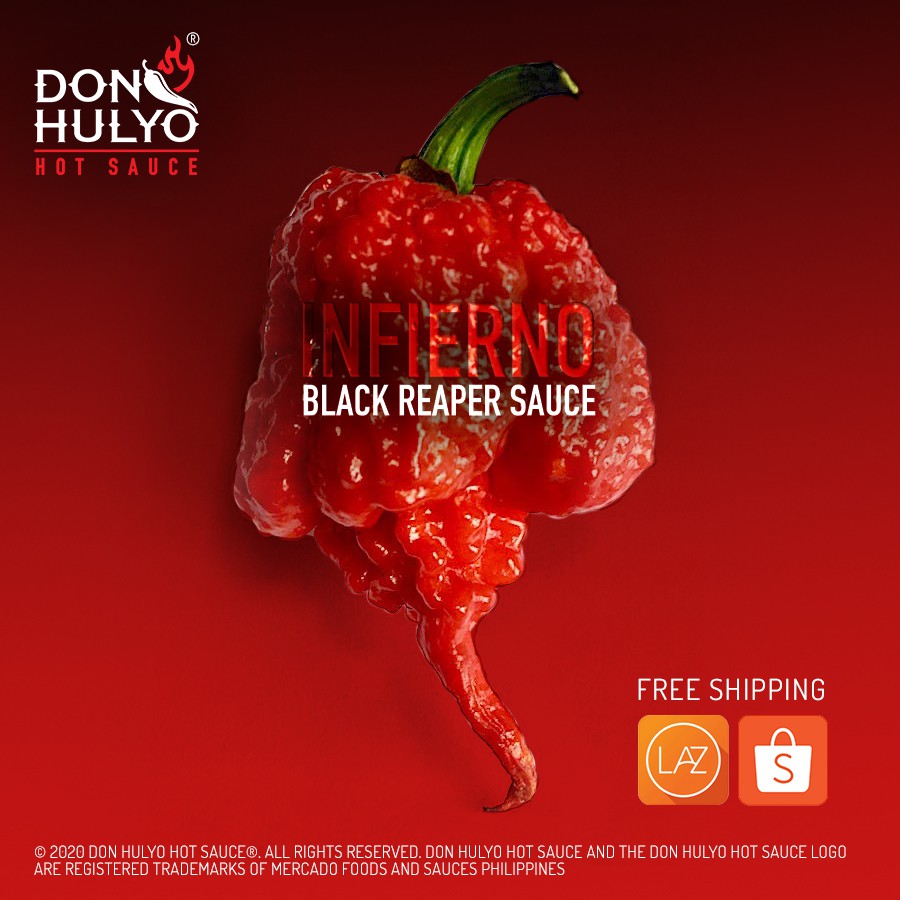 DON
HULYO
®
HOT SAUCE
INFIERNO
BLACK REAPER SAUCE
FREE SHIPPING
LAZ
S
© 2020 DON HULYO HOT SAUCE®. ALL RIGHTS RESERVED. DON HULYO HOT SAUCE AND THE DON HULYO HOT SAUCE LOGO
ARE REGISTERED TRADEMARKS OF MERCADO FOODS AND SAUCES PHILIPPINES